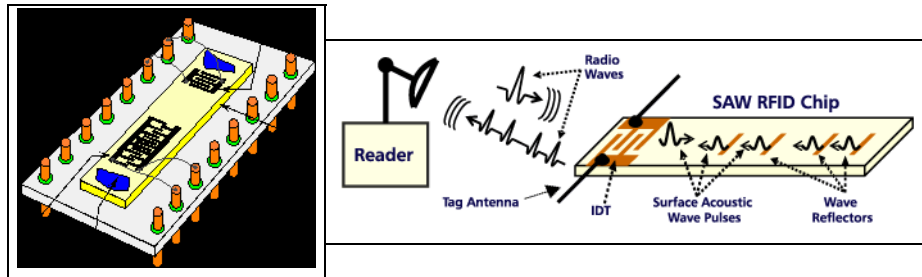 Radio
Waves
SAW RFID Chip
Reader
Tag Antenna
IDT
Surface Acoustic
Wave Pulses
Wave
Reflectors